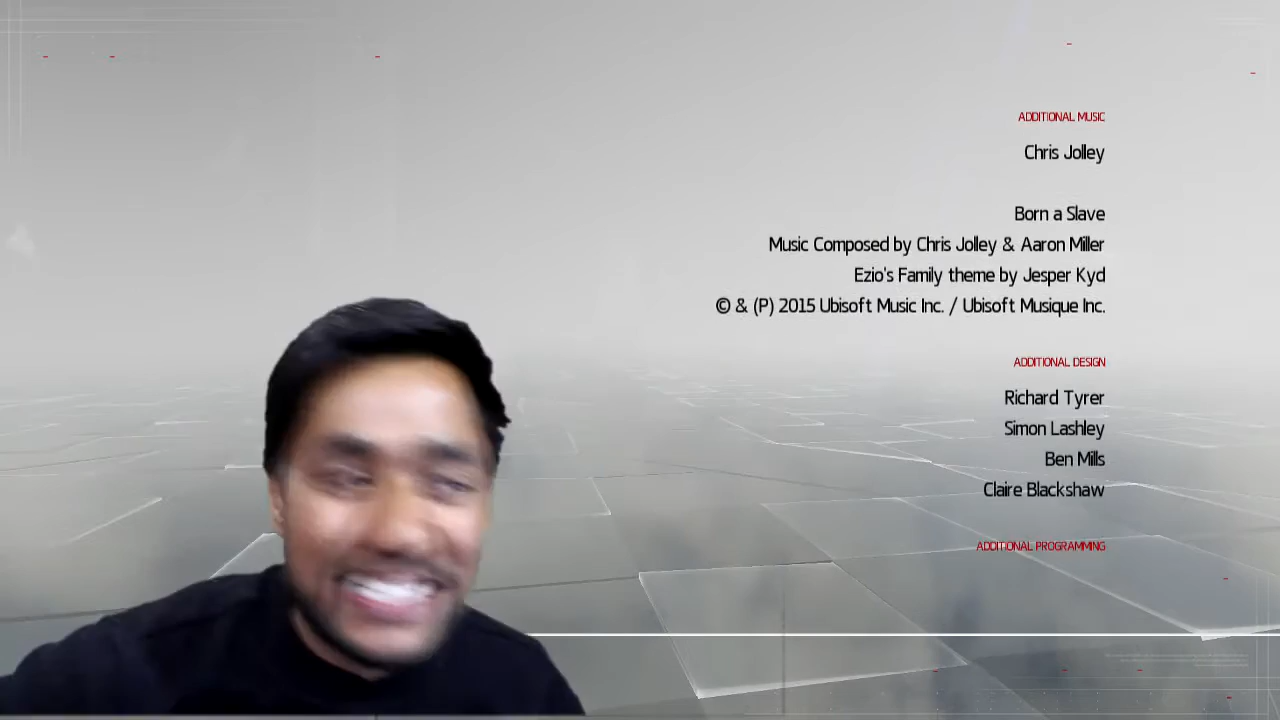 ADDITIONAL MUSIC
Chris Jolley
Born a Slave
Music Composed by Chris Jolley & Aaron Miller
Ezio's Family theme by Jesper Kyd
© & (P) 2015 Ubisoft Music Inc. / Ubisoft Musique Inc.
ADDITIONAL DESIGN
Richard Tyrer
Simon Lashley
Ben Mills
Claire Blackshaw
ADDITIONAL PROGRAMMING